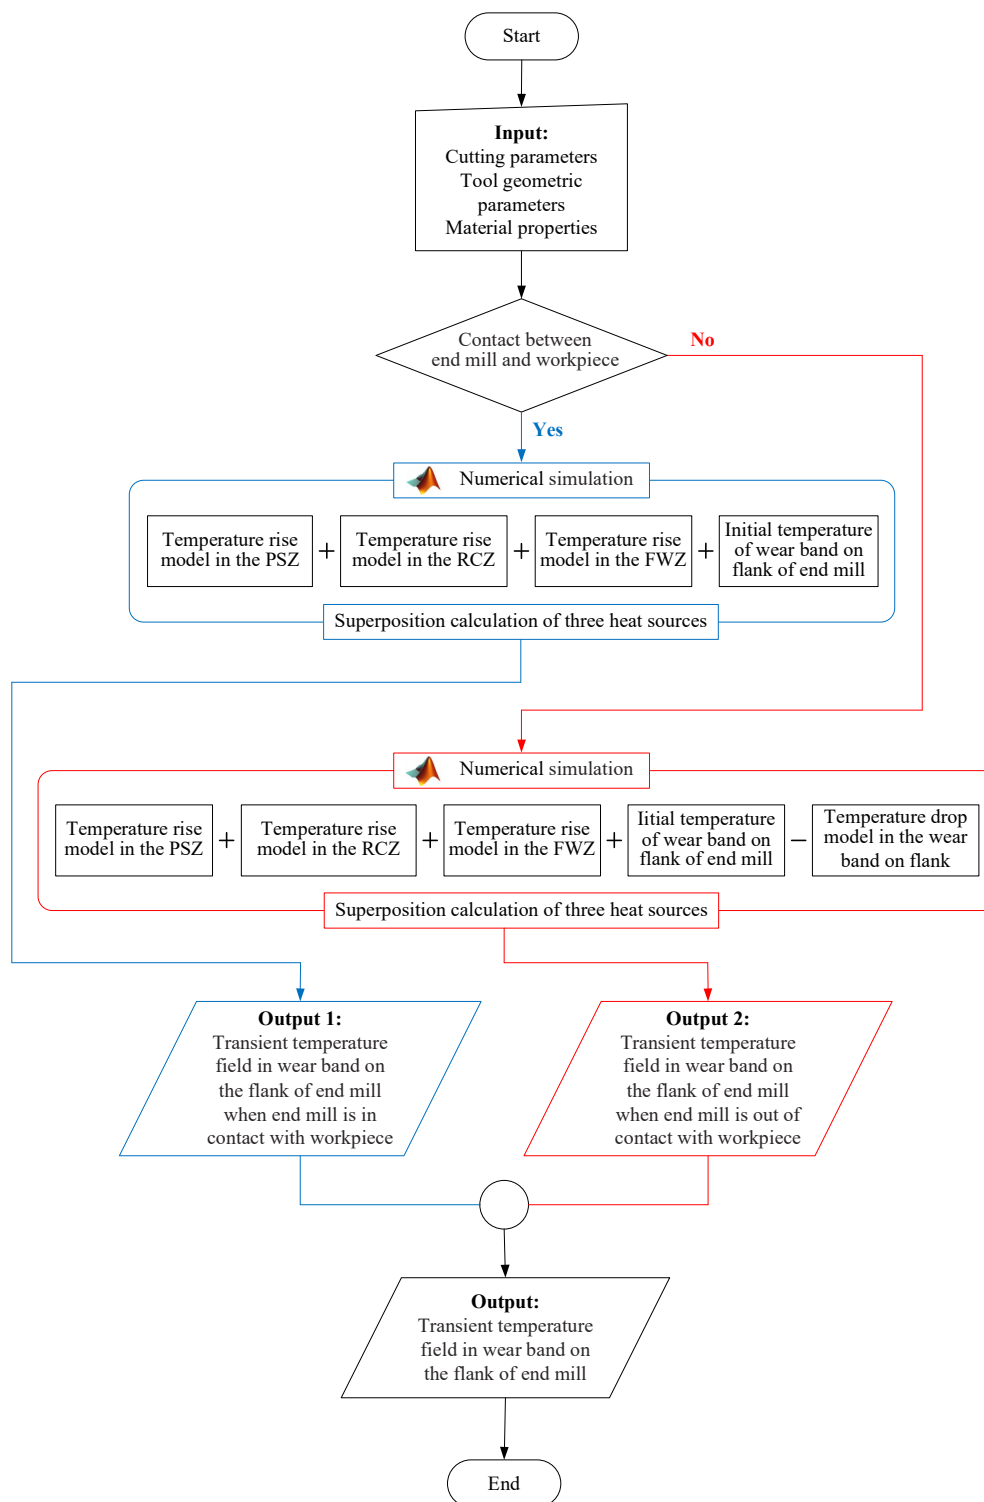 Start
Input:
Cutting parameters
Tool geometric
parameters
Material properties
Contact between
end mill and workpiece
No
Yes
Numerical simulation
Temperature rise
model in the PSZ
+
Temperature rise
model in the RCZ
+
Temperature rise
model in the FWZ
+
Initial temperature
of wear band on
flank of end mill
Superposition calculation of three heat sources
Numerical simulation
Temperature rise
model in the PSZ
+
Temperature rise
model in the RCZ
+
Temperature rise
model in the FWZ
+
Iitial temperature
of wear band on
flank of end mill
−
Temperature drop
model in the wear
band on flank
Superposition calculation of three heat sources
Output 1:
Transient temperature
field in wear band on
the flank of end mill
when end mill is in
contact with workpiece
Output 2:
Transient temperature
field in wear band on
the flank of end mill
when end mill is out of
contact with workpiece
Output:
Transient temperature
field in wear band on
the flank of end mill
End